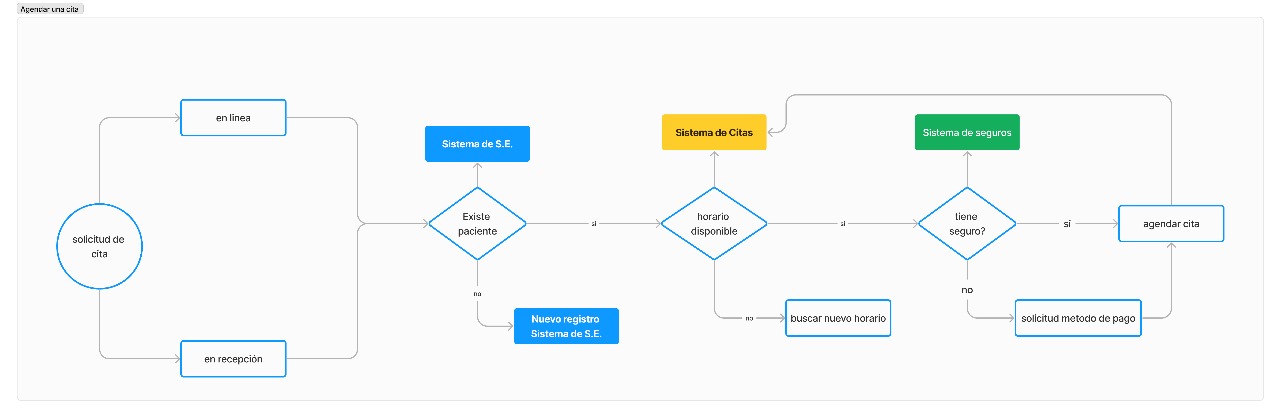 Agendar una cita
solicitud de
cita
en linea
en recepción
Sistema de S.E.
Existe
paciente
no
Nuevo registro
Sistema de S.E.
si
Sistema de Citas
horario
disponible
no
buscar nuevo horario
si
Sistema de seguros
tiene
seguro?
no
solicitud metodo de pago
sí
agendar cita